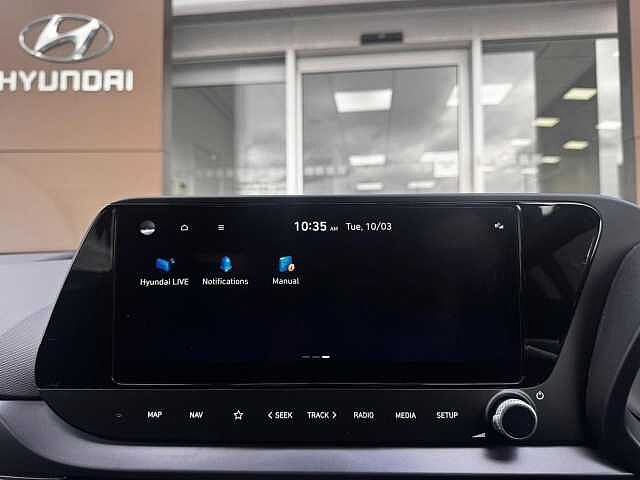 HYUNDAI
10:35 AM Tue, 10/03
Hyundai LIVE Notifications Manual
MAP NAV < SEEK TRACK > RADIO MEDIA SETUP